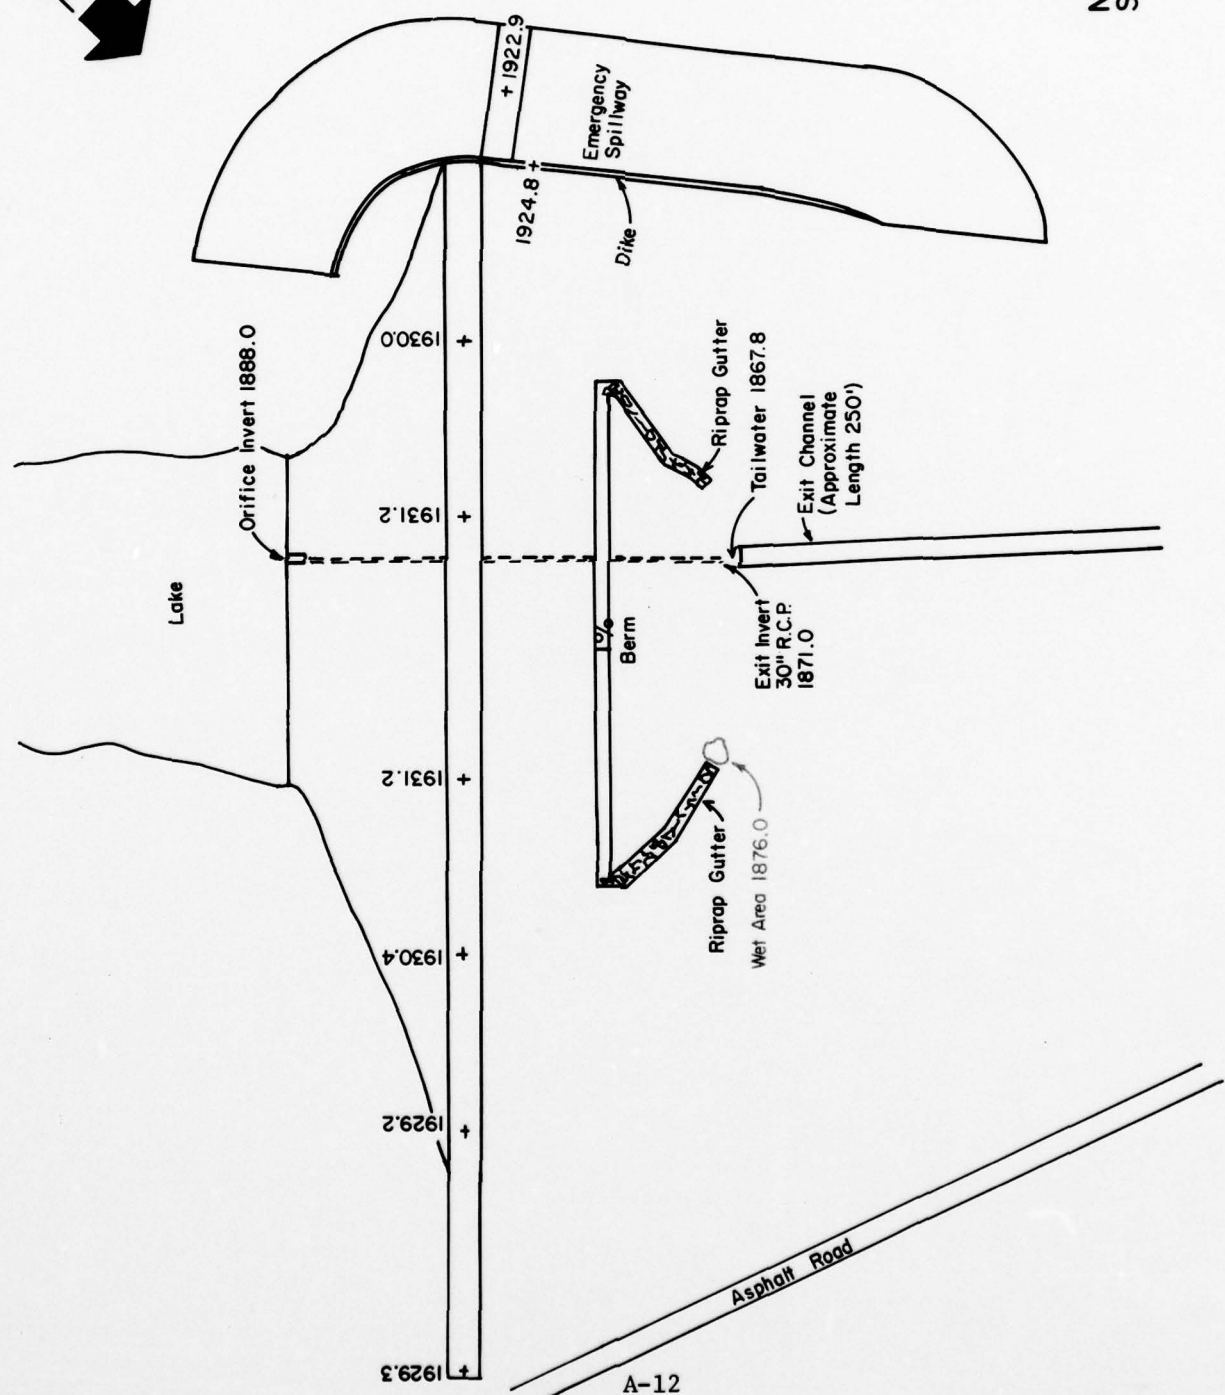 N
S
+ 1922.9
Emergency
Spillway
1924.8 +
Dike
Orifice Invert 1888.0
Lake
1930.0
1931.2
1931.2
1930.4
1929.2
1929.3
Riprap Gutter
Tailwater 1867.8
Exit Channel
(Approximate
Length 250')
1%
Berm
Exit Invert
30" R.C.P.
1871.0
Riprap Gutter
Wet Area 1876.0
Asphalt Road
A-12